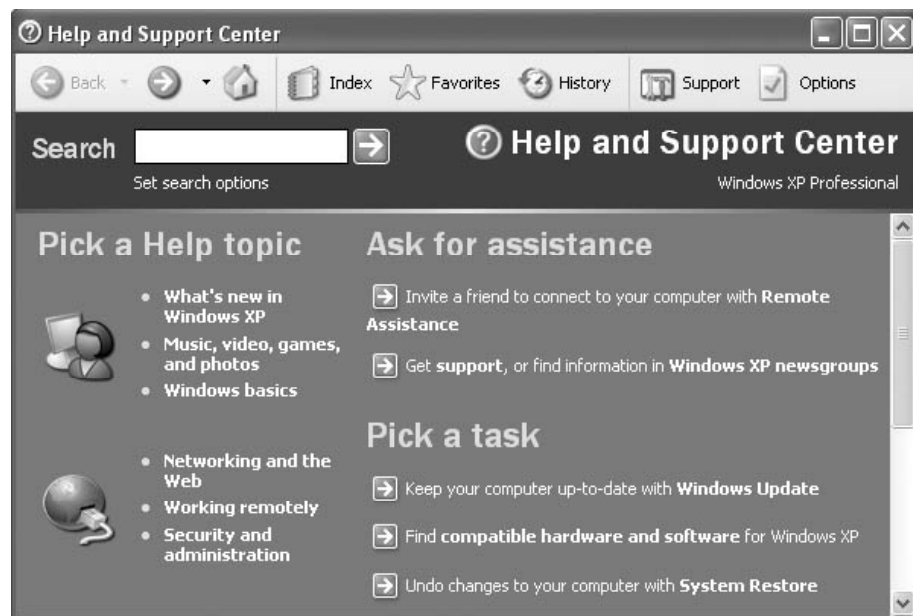 Help and Support Center
Back
Index
Favorites
History
Support
Options
Search
Set search options
Help and Support Center
Windows XP Professional
Pick a Help topic
What's new in
Windows XP
Music, video, games,
and photos
Windows basics
Networking and the
Web
Working remotely
Security and
administration
Ask for assistance
Invite a friend to connect to your computer with Remote
Assistance
Get support, or find information in Windows XP newsgroups
Pick a task
Keep your computer up-to-date with Windows Update
Find compatible hardware and software for Windows XP
Undo changes to your computer with System Restore